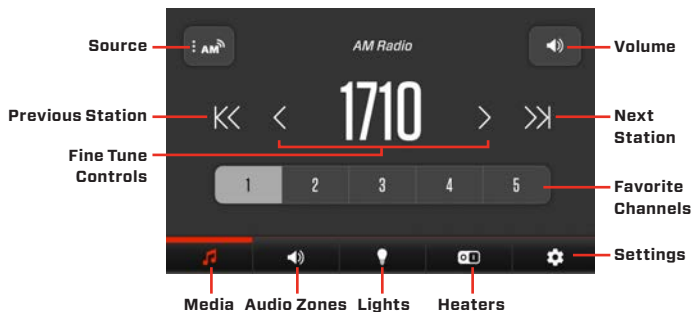 Source
AM
AM Radio
Volume
Previous Station
1710
Next
Station
Fine Tune
Controls
1 2 3 4 5
Favorite
Channels
Settings
Media Audio Zones Lights Heaters